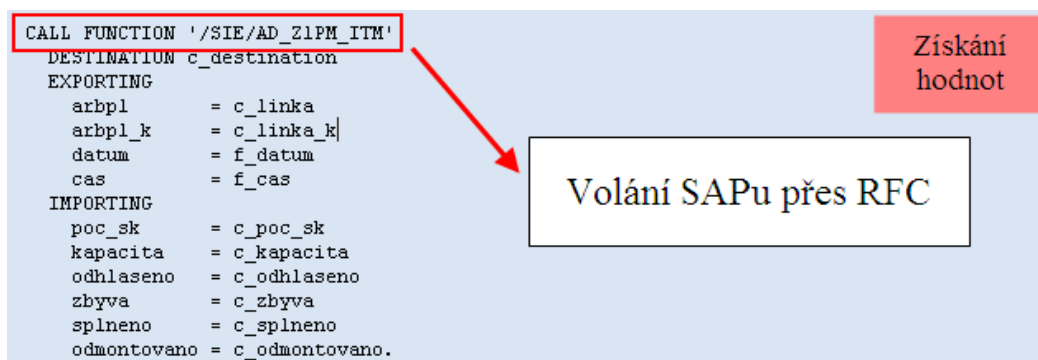 CALL FUNCTION '/SIE/AD_Z1PM_ITM'
DESTINATION c_destination
EXPORTING
arbpl = c_linka
arbpl_k = c_linka_k
datum = f_datum
cas = f_cas
IMPORTING
poc_sk = c_poc_sk
kapacita = c_kapacita
odhlaseno = c_odhlaseno
zbyva = c_zbyva
splneno = c_splneno
odmontovano = c_odmontovano.
Získání
hodnot
Volání SAPu přes RFC